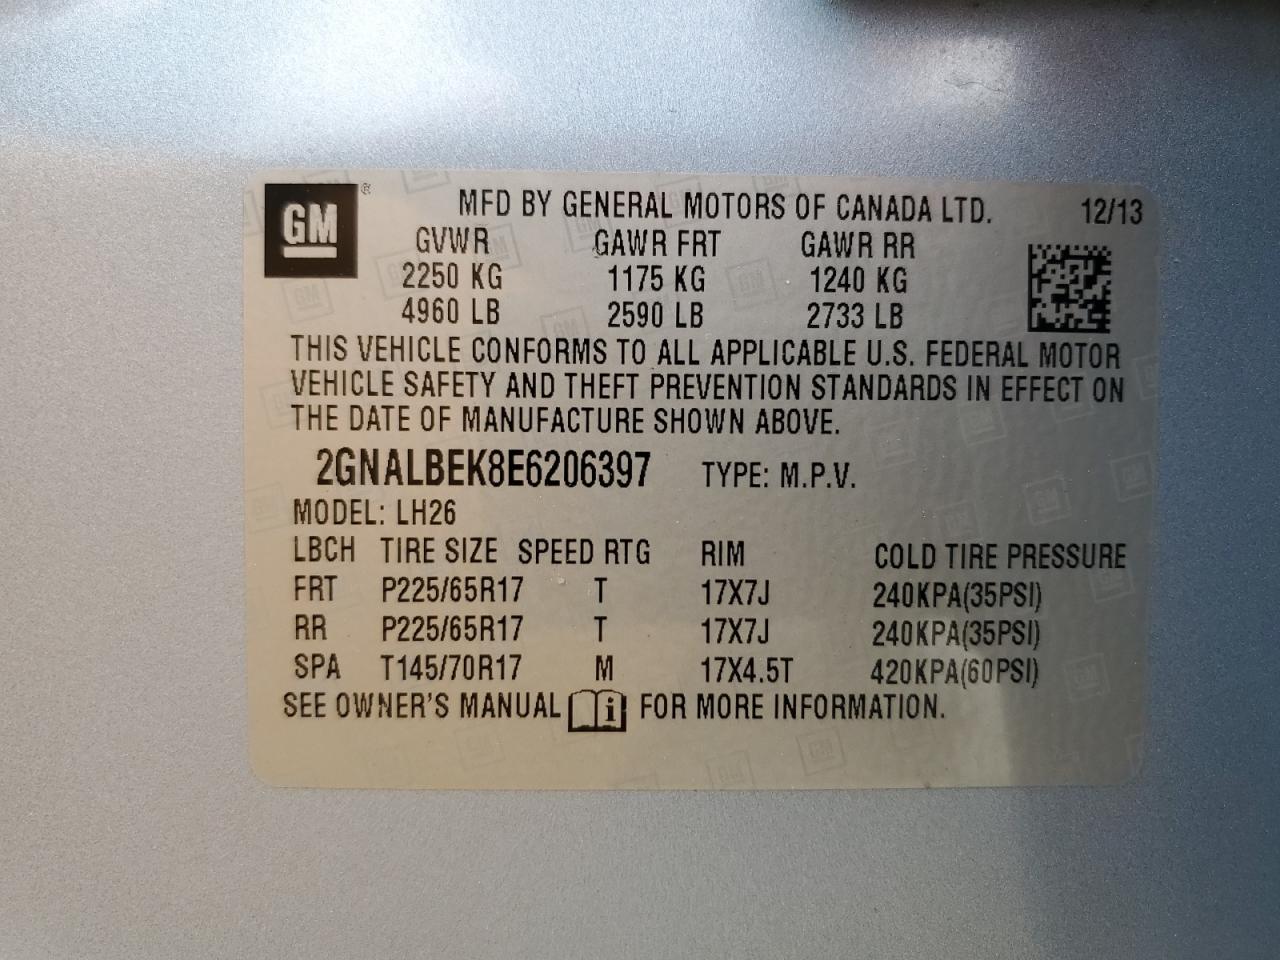 GM®
MFD BY GENERAL MOTORS OF CANADA LTD. 12/13
GVWR GAWR FRT GAWR RR
2250 KG 1175 KG 1240 KG
4960 LB 2590 LB 2733 LB
THIS VEHICLE CONFORMS TO ALL APPLICABLE U.S. FEDERAL MOTOR
VEHICLE SAFETY AND THEFT PREVENTION STANDARDS IN EFFECT ON
THE DATE OF MANUFACTURE SHOWN ABOVE.
2GNALBEK8E6206397 TYPE: M.P.V.
MODEL: LH26
LBCH TIRE SIZE SPEED RTG RIM COLD TIRE PRESSURE
FRT P225/65R17 T 17X7J 240KPA(35PSI)
RR P225/65R17 T 17X7J 240KPA(35PSI)
SPA T145/70R17 M 17X4.5T 420KPA(60PSI)
SEE OWNER'S MANUAL i FOR MORE INFORMATION.